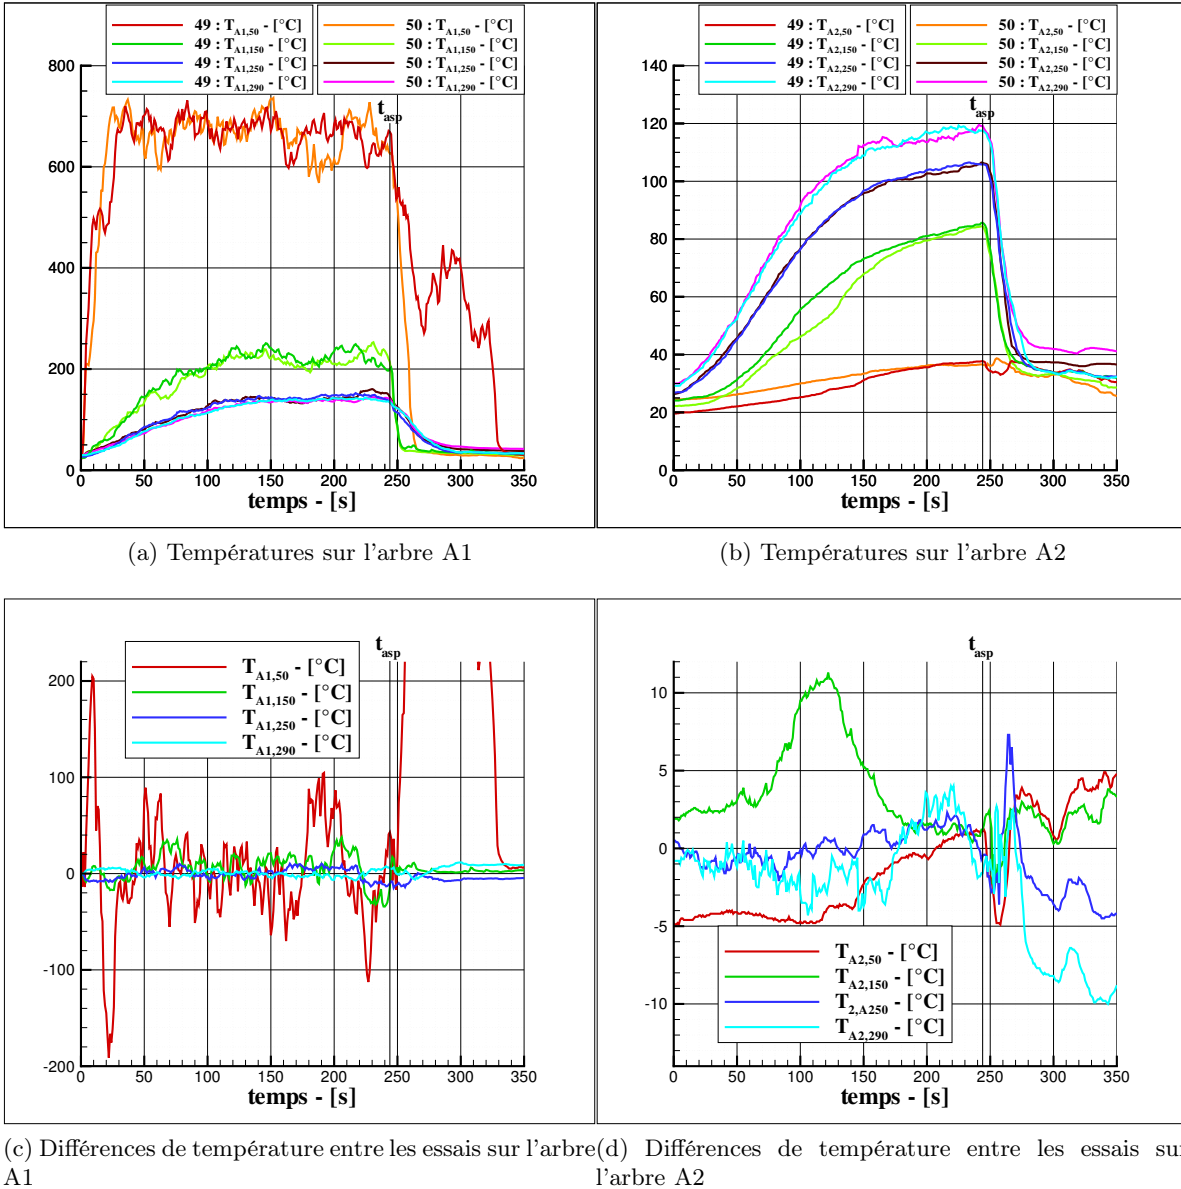 49 : T_A1,50 - [°C]
49 : T_A1,150 - [°C]
49 : T_A1,250 - [°C]
49 : T_A1,290 - [°C]
50 : T_A1,50 - [°C]
50 : T_A1,150 - [°C]
50 : T_A1,250 - [°C]
50 : T_A1,290 - [°C]
t_asp
800
600
400
200
0
0 50 100 150 200 250 300 350
temps - [s]
(a) Températures sur l'arbre A1
49 : T_A2,50 - [°C]
49 : T_A2,150 - [°C]
49 : T_A2,250 - [°C]
49 : T_A2,290 - [°C]
50 : T_A2,50 - [°C]
50 : T_A2,150 - [°C]
50 : T_A2,250 - [°C]
50 : T_A2,290 - [°C]
t_asp
140
120
100
80
60
40
20
0
0 50 100 150 200 250 300 350
temps - [s]
(b) Températures sur l'arbre A2
t_asp
T_A1,50 - [°C]
T_A1,150 - [°C]
T_A1,250 - [°C]
T_A1,290 - [°C]
200
100
0
-100
-200
0 50 100 150 200 250 300 350
temps - [s]
(c) Différences de température entre les essais sur l'arbre
A1
t_asp
10
5
0
-5
-10
T_A2,50 - [°C]
T_A2,150 - [°C]
T_2,A250 - [°C]
T_A2,290 - [°C]
0 50 100 150 200 250 300 350
temps - [s]
(d) Différences de température entre les essais sur
l'arbre A2